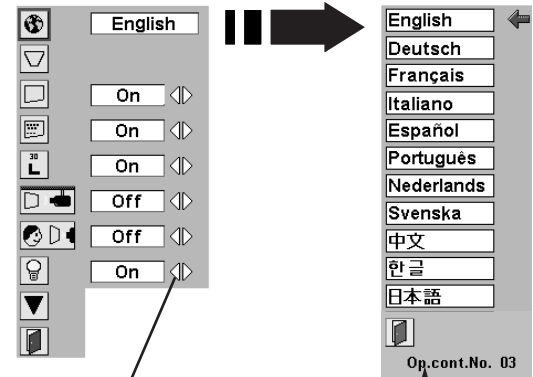 English
On
On
30
L
On
Off
Off
On
English
Deutsch
Français
Italiano
Español
Português
Nederlands
Svenska
中文
한글
日本語
Op.cont.No. 03